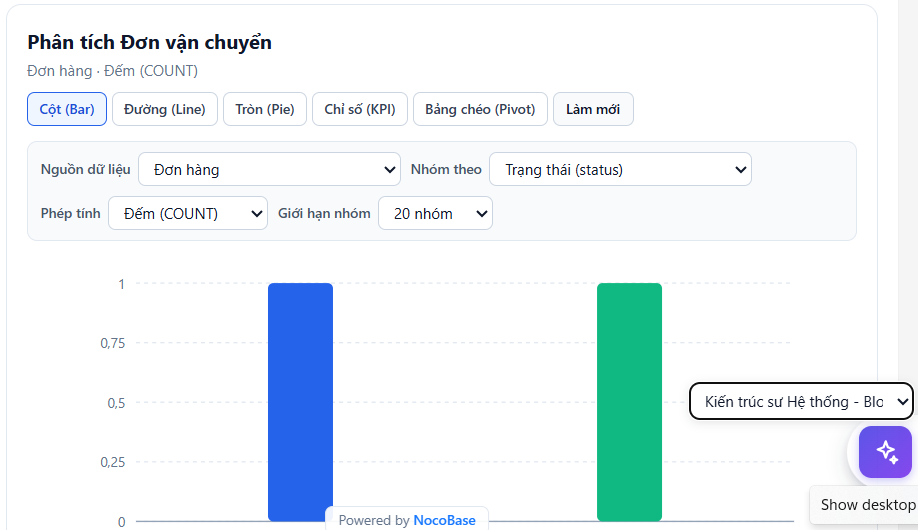 Phân tích Đơn vận chuyển
Đơn hàng · Đếm (COUNT)
Cột (Bar) Đường (Line) Tròn (Pie) Chỉ số (KPI) Bảng chéo (Pivot) Làm mới
Nguồn dữ liệu Đơn hàng Nhóm theo Trạng thái (status)
Phép tính Đếm (COUNT) Giới hạn nhóm 20 nhóm
1
0,75
0,5
Kiến trúc sư Hệ thống - Blo
0,25
Show desktop
0
Powered by NocoBase